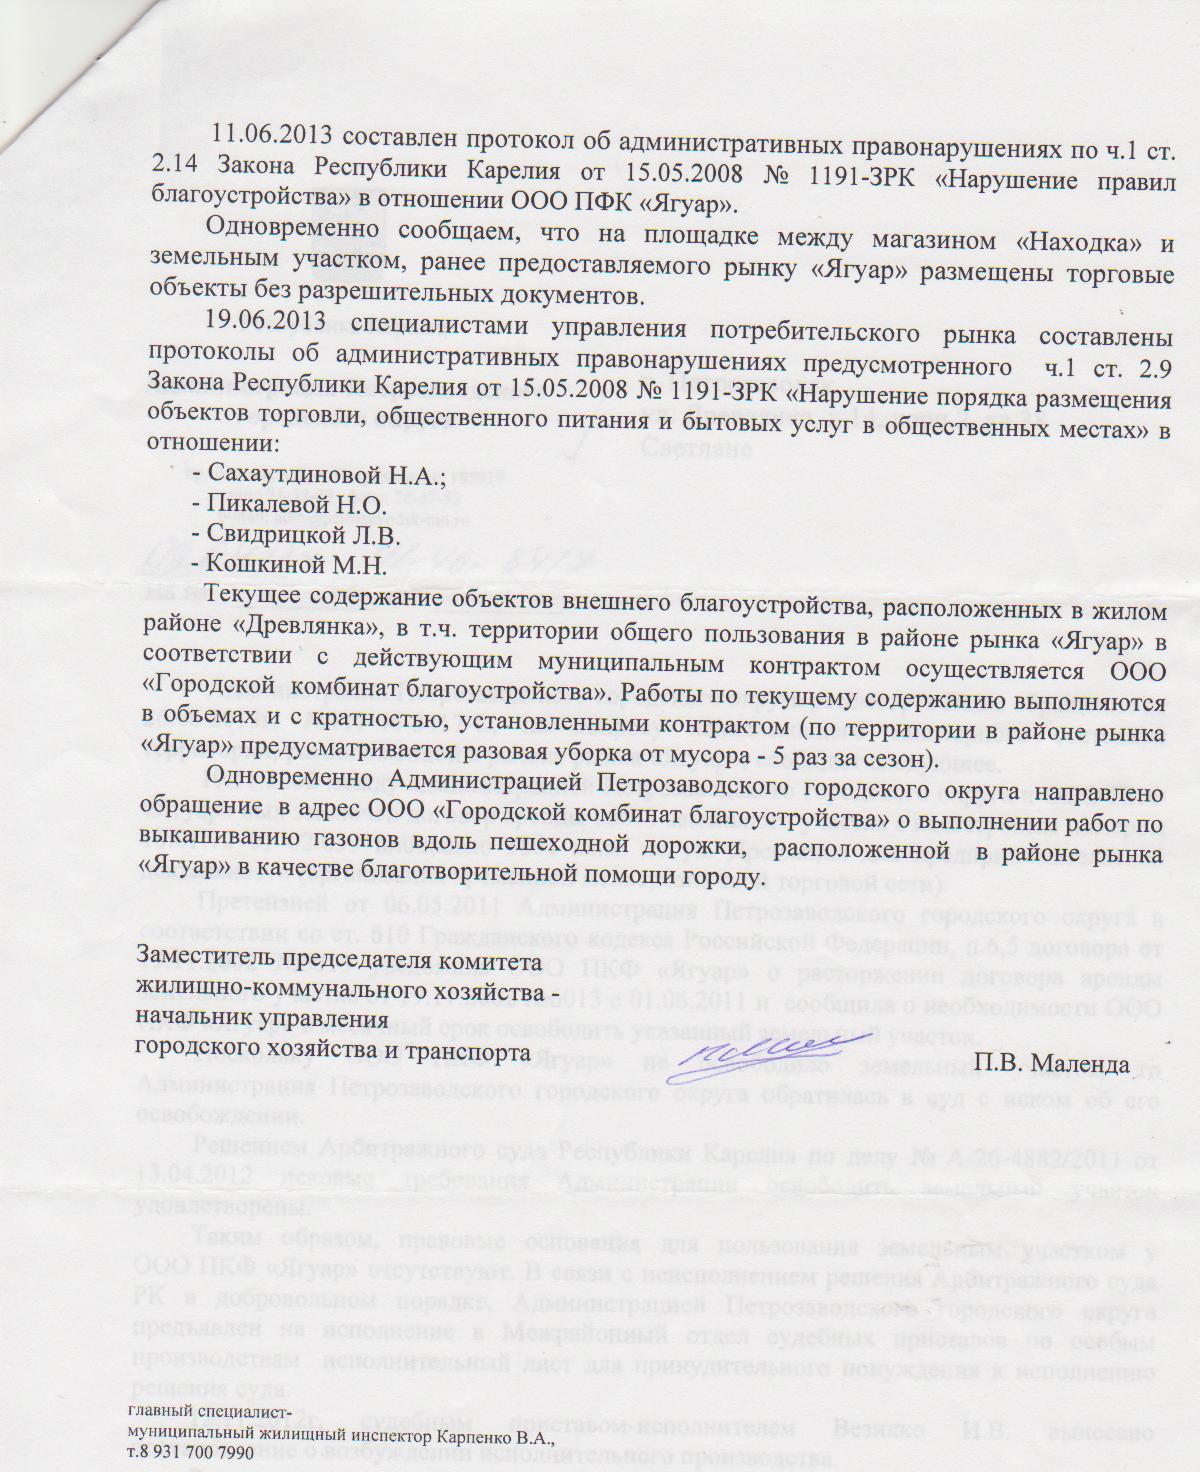 11.06.2013 составлен протокол об административных правонарушениях по ч.1 ст.
2.14 Закона Республики Карелия от 15.05.2008 № 1191-ЗРК «Нарушение правил
благоустройства» в отношении ООО ПФК «Ягуар».
Одновременно сообщаем, что на площадке между магазином «Находка» и
земельным участком, ранее предоставляемого рынку «Ягуар» размещены торговые
объекты без разрешительных документов.
19.06.2013 специалистами управления потребительского рынка составлены
протоколы об административных правонарушениях предусмотренного ч.1 ст. 2.9
Закона Республики Карелия от 15.05.2008 № 1191-ЗРК «Нарушение порядка размещения
объектов торговли, общественного питания и бытовых услуг в общественных местах» в
отношении:
- Сахаутдиновой Н.А.;
- Пикалевой Н.О.
- Свидрицкой Л.В.
- Кошкиной М.Н.
Текущее содержание объектов внешнего благоустройства, расположенных в жилом
районе «Древлянка», в т.ч. территории общего пользования в районе рынка «Ягуар» в
соответствии с действующим муниципальным контрактом осуществляется ООО
«Городской комбинат благоустройства». Работы по текущему содержанию выполняются
в объемах и с кратностью, установленными контрактом (по территории в районе рынка
«Ягуар» предусматривается разовая уборка от мусора - 5 раз за сезон).
Одновременно Администрацией Петрозаводского городского округа направлено
обращение в адрес ООО «Городской комбинат благоустройства» о выполнении работ по
выкашиванию газонов вдоль пешеходной дорожки, расположенной в районе рынка
«Ягуар» в качестве благотворительной помощи городу.
Заместитель председателя комитета
жилищно-коммунального хозяйства -
начальник управления
городского хозяйства и транспорта
П.В. Маленда
главный специалист-
муниципальный жилищный инспектор Карпенко В.А.,
т.8 931 700 7990